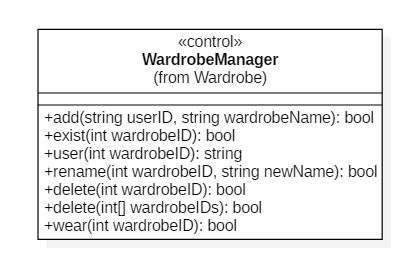 «control»
WardrobeManager
(from Wardrobe)
+add(string userID, string wardrobeName): bool
+exist(int wardrobeID): bool
+user(int wardrobeID): string
+rename(int wardrobeID, string newName): bool
+delete(int wardrobeID): bool
+delete(int[] wardrobeIDs): bool
+wear(int wardrobeID): bool